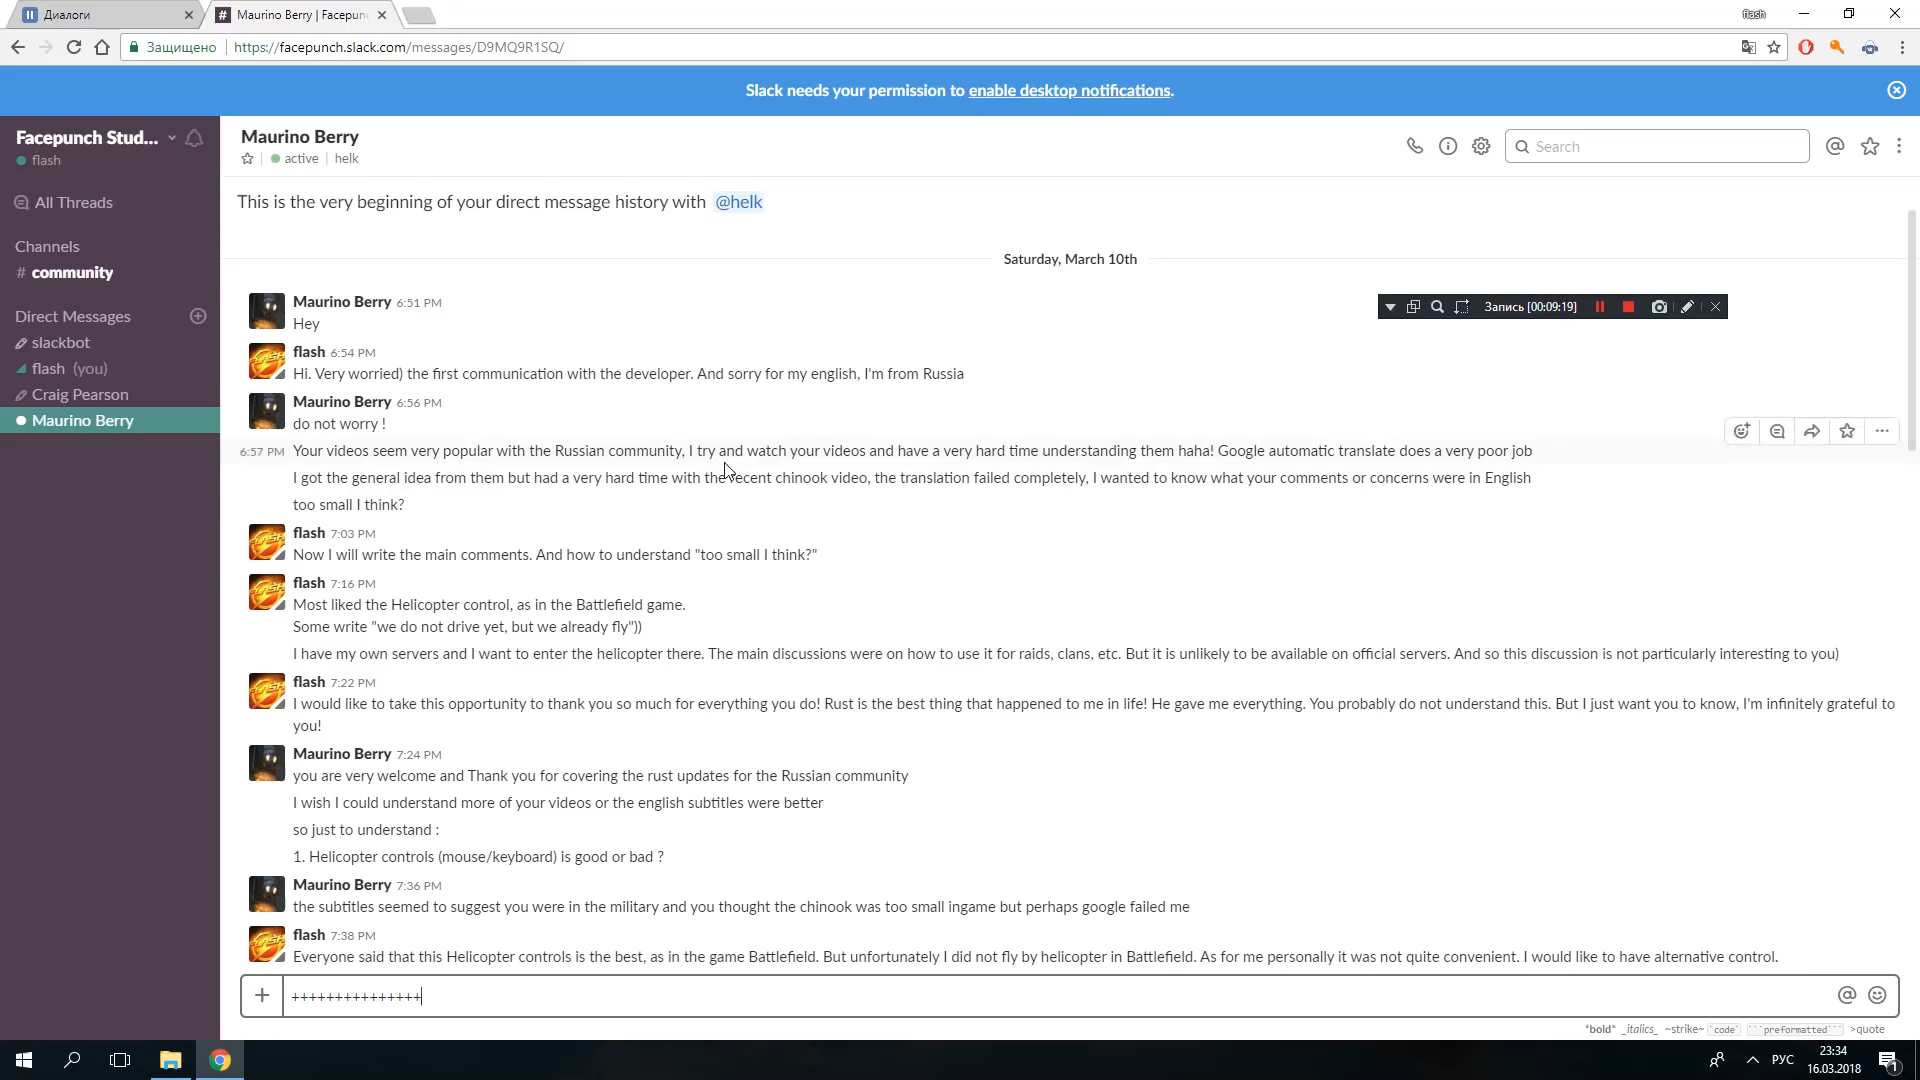 Диалоги
Maurino Berry | Facepun
flash
Защищено
https://facepunch.slack.com/messages/D9MQ9R1SQ/
Slack needs your permission to enable desktop notifications.
Facepunch Stud...
flash
All Threads
Channels
# community
Direct Messages
slackbot
flash (you)
Craig Pearson
Maurino Berry
Maurino Berry
active | helk
Search
This is the very beginning of your direct message history with @helk
Saturday, March 10th
Запись [00:09:19]
Maurino Berry 6:51 PM
Hey
flash 6:54 PM
Hi. Very worried) the first communication with the developer. And sorry for my english, I'm from Russia
Maurino Berry 6:56 PM
do not worry !
6:57 PM Your videos seem very popular with the Russian community, I try and watch your videos and have a very hard time understanding them haha! Google automatic translate does a very poor job
I got the general idea from them but had a very hard time with the recent chinook video, the translation failed completely, I wanted to know what your comments or concerns were in English
too small I think?
flash 7:03 PM
Now I will write the main comments. And how to understand "too small I think?"
flash 7:16 PM
Most liked the Helicopter control, as in the Battlefield game.
Some write "we do not drive yet, but we already fly"))
I have my own servers and I want to enter the helicopter there. The main discussions were on how to use it for raids, clans, etc. But it is unlikely to be available on official servers. And so this discussion is not particularly interesting to you)
flash 7:22 PM
I would like to take this opportunity to thank you so much for everything you do! Rust is the best thing that happened to me in life! He gave me everything. You probably do not understand this. But I just want you to know, I'm infinitely grateful to
you!
Maurino Berry 7:24 PM
you are very welcome and Thank you for covering the rust updates for the Russian community
I wish I could understand more of your videos or the english subtitles were better
so just to understand :
1. Helicopter controls (mouse/keyboard) is good or bad ?
Maurino Berry 7:36 PM
the subtitles seemed to suggest you were in the military and you thought the chinook was too small ingame but perhaps google failed me
flash 7:38 PM
Everyone said that this Helicopter controls is the best, as in the game Battlefield. But unfortunately I did not fly by helicopter in Battlefield. As for me personally it was not quite convenient. I would like to have alternative control.
+++++++++++++++
*bold* _italics_ ~strike~ `code` ```preformatted``` >quote
РУС
23:34
16.03.2018
1